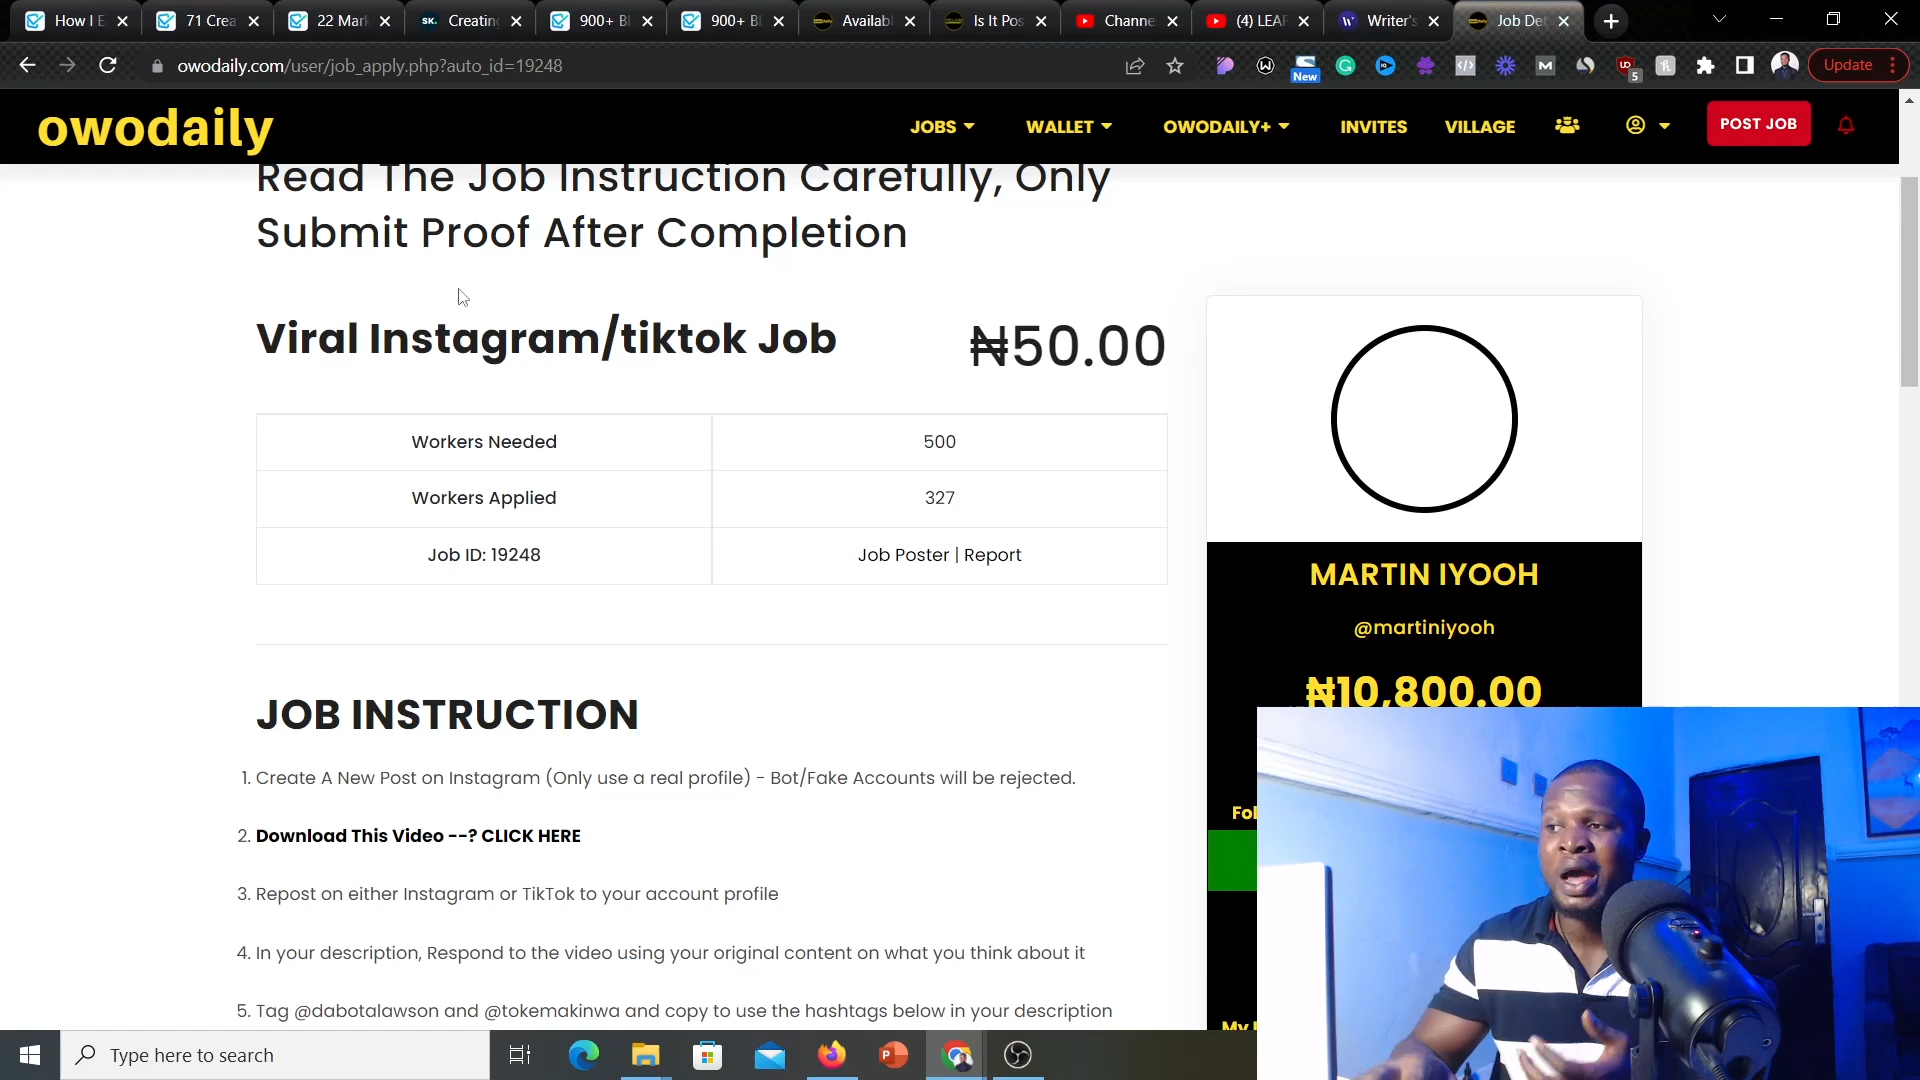 How I E
71 Crea
22 Mark
SK. Creating
900+ Bl
900+ Bl
Availabl
Is It Pos
Channe
(4) LEAR
Writer's
Job Det
owodaily.com/user/job_apply.php?auto_id=19248
New
5
Update
owodaily
JOBS
WALLET
OWODAILY+
INVITES
VILLAGE
POST JOB
Read The Job Instruction Carefully, Only
Submit Proof After Completion
Viral Instagram/tiktok Job
₦50.00
Workers Needed 500
Workers Applied 327
Job ID: 19248 Job Poster | Report
MARTIN IYOOH
@martiniyooh
₦10,800.00
JOB INSTRUCTION
1. Create A New Post on Instagram (Only use a real profile) - Bot/Fake Accounts will be rejected.
2. Download This Video --? CLICK HERE
3. Repost on either Instagram or TikTok to your account profile
4. In your description, Respond to the video using your original content on what you think about it
5. Tag @dabotalawson and @tokemakinwa and copy to use the hashtags below in your description
Type here to search